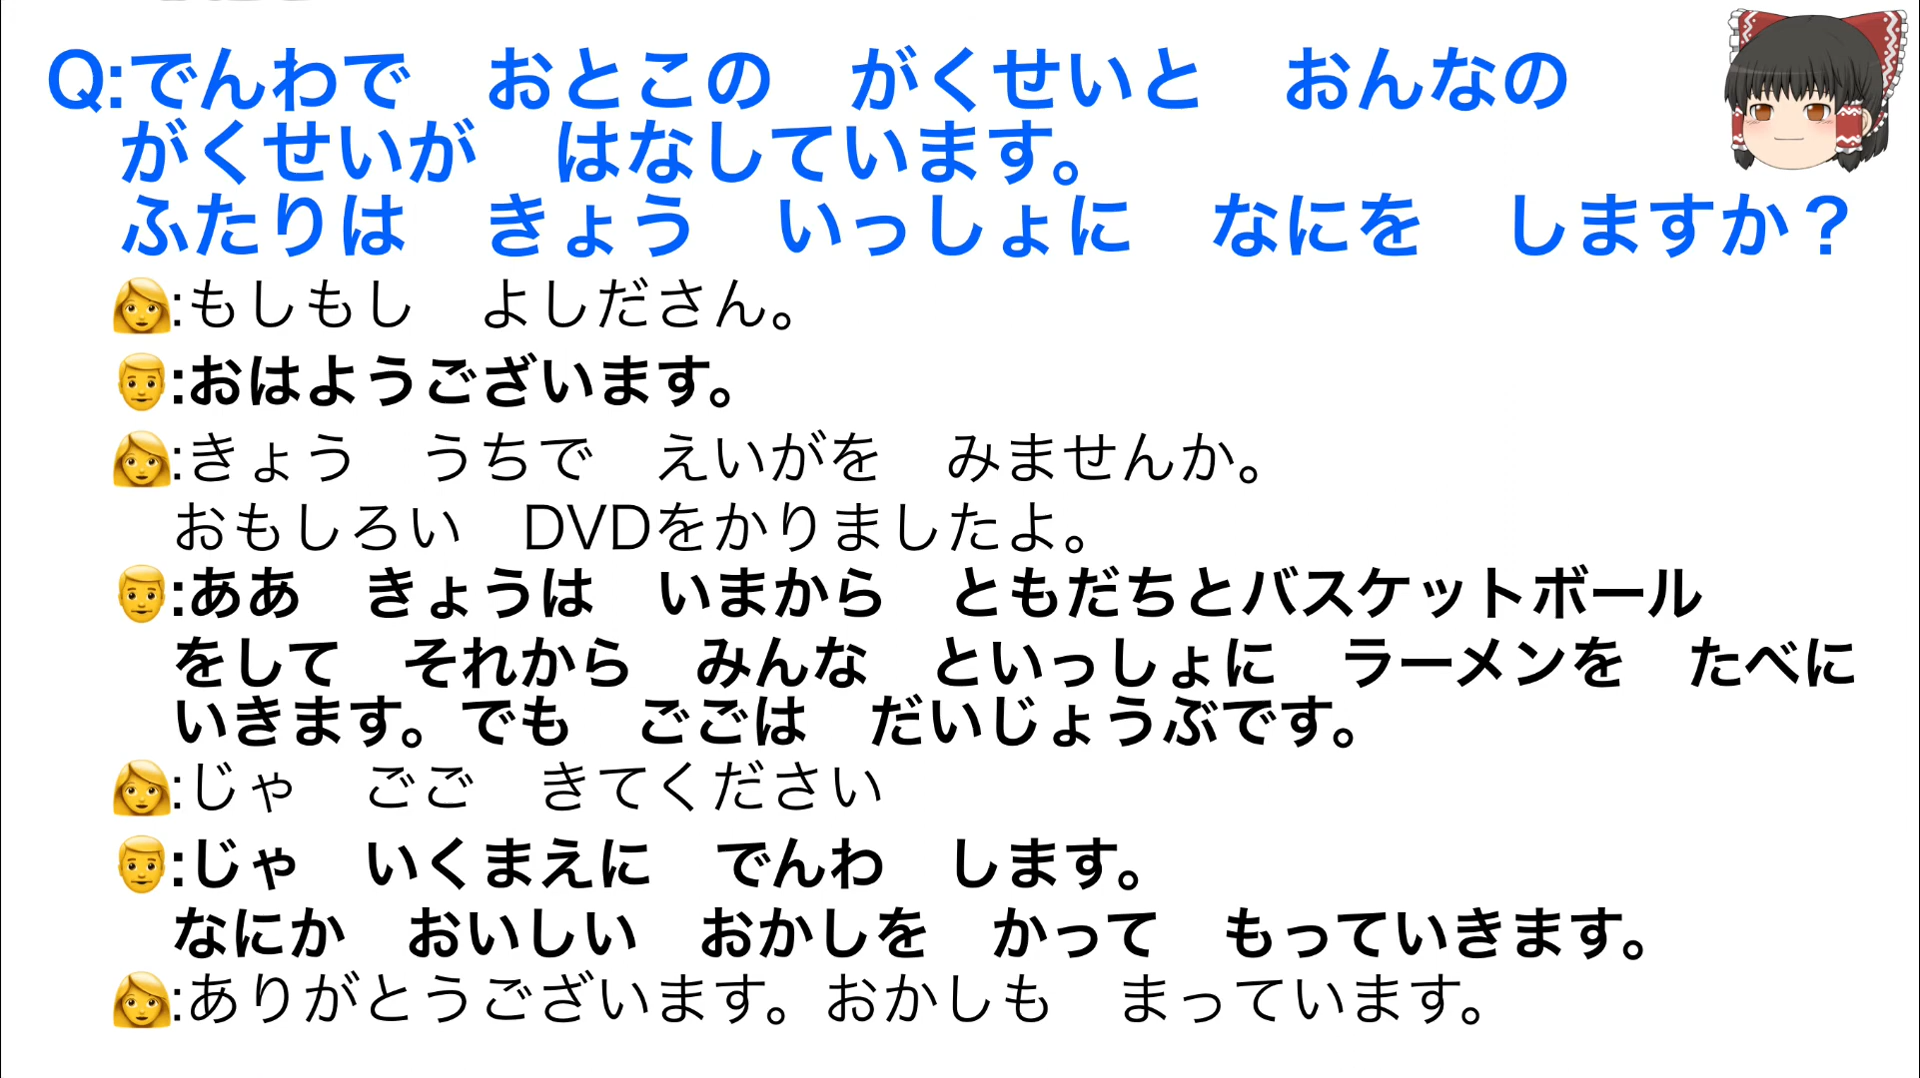 Q:でんわで　おとこの　がくせいと　おんなの
がくせいが　はなしています。
ふたりは　きょう　いっしょに　なにを　しますか？
:もしもし　よしださん。
:おはようございます。
:きょう　うちで　えいがを　みませんか。
おもしろい　DVDをかりましたよ。
:ああ　きょうは　いまから　ともだちとバスケットボール
をして　それから　みんな　といっしょに　ラーメンを　たべに
いきます。でも　ごごは　だいじょうぶです。
:じゃ　ごご　きてください
:じゃ　いくまえに　でんわ　します。
なにか　おいしい　おかしを　かって　もっていきます。
:ありがとうございます。おかしも　まっています。